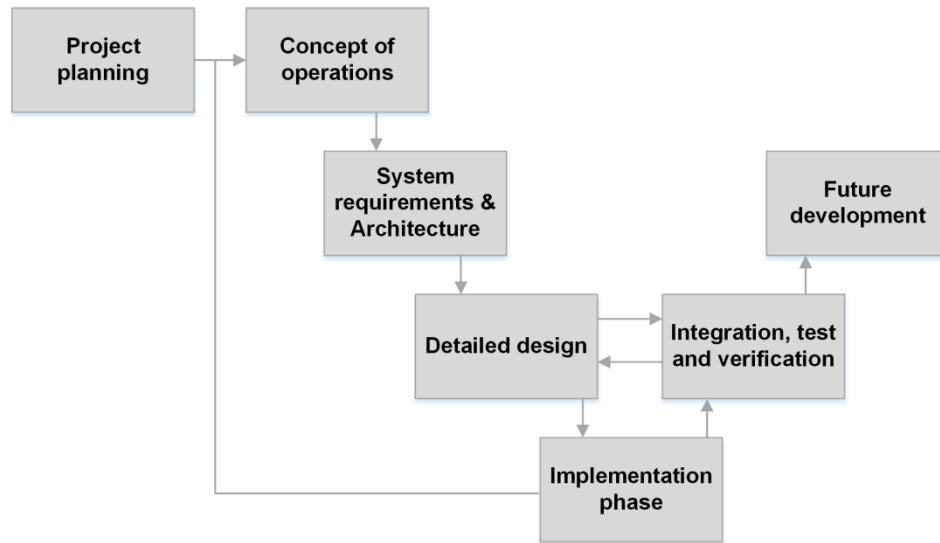 Project
planning
Concept of
operations
System
requirements &
Architecture
Future
development
Detailed design
Integration, test
and verification
Implementation
phase